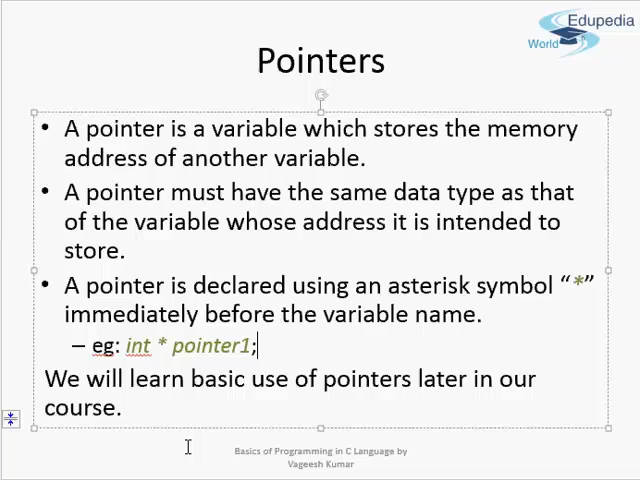 Edupedia
World
Pointers
• A pointer is a variable which stores the memory
address of another variable.
• A pointer must have the same data type as that
of the variable whose address it is intended to
store.
• A pointer is declared using an asterisk symbol “*”
immediately before the variable name.
– eg: int * pointer1;
We will learn basic use of pointers later in our
course.
Basics of Programming in C Language by
Vageesh Kumar